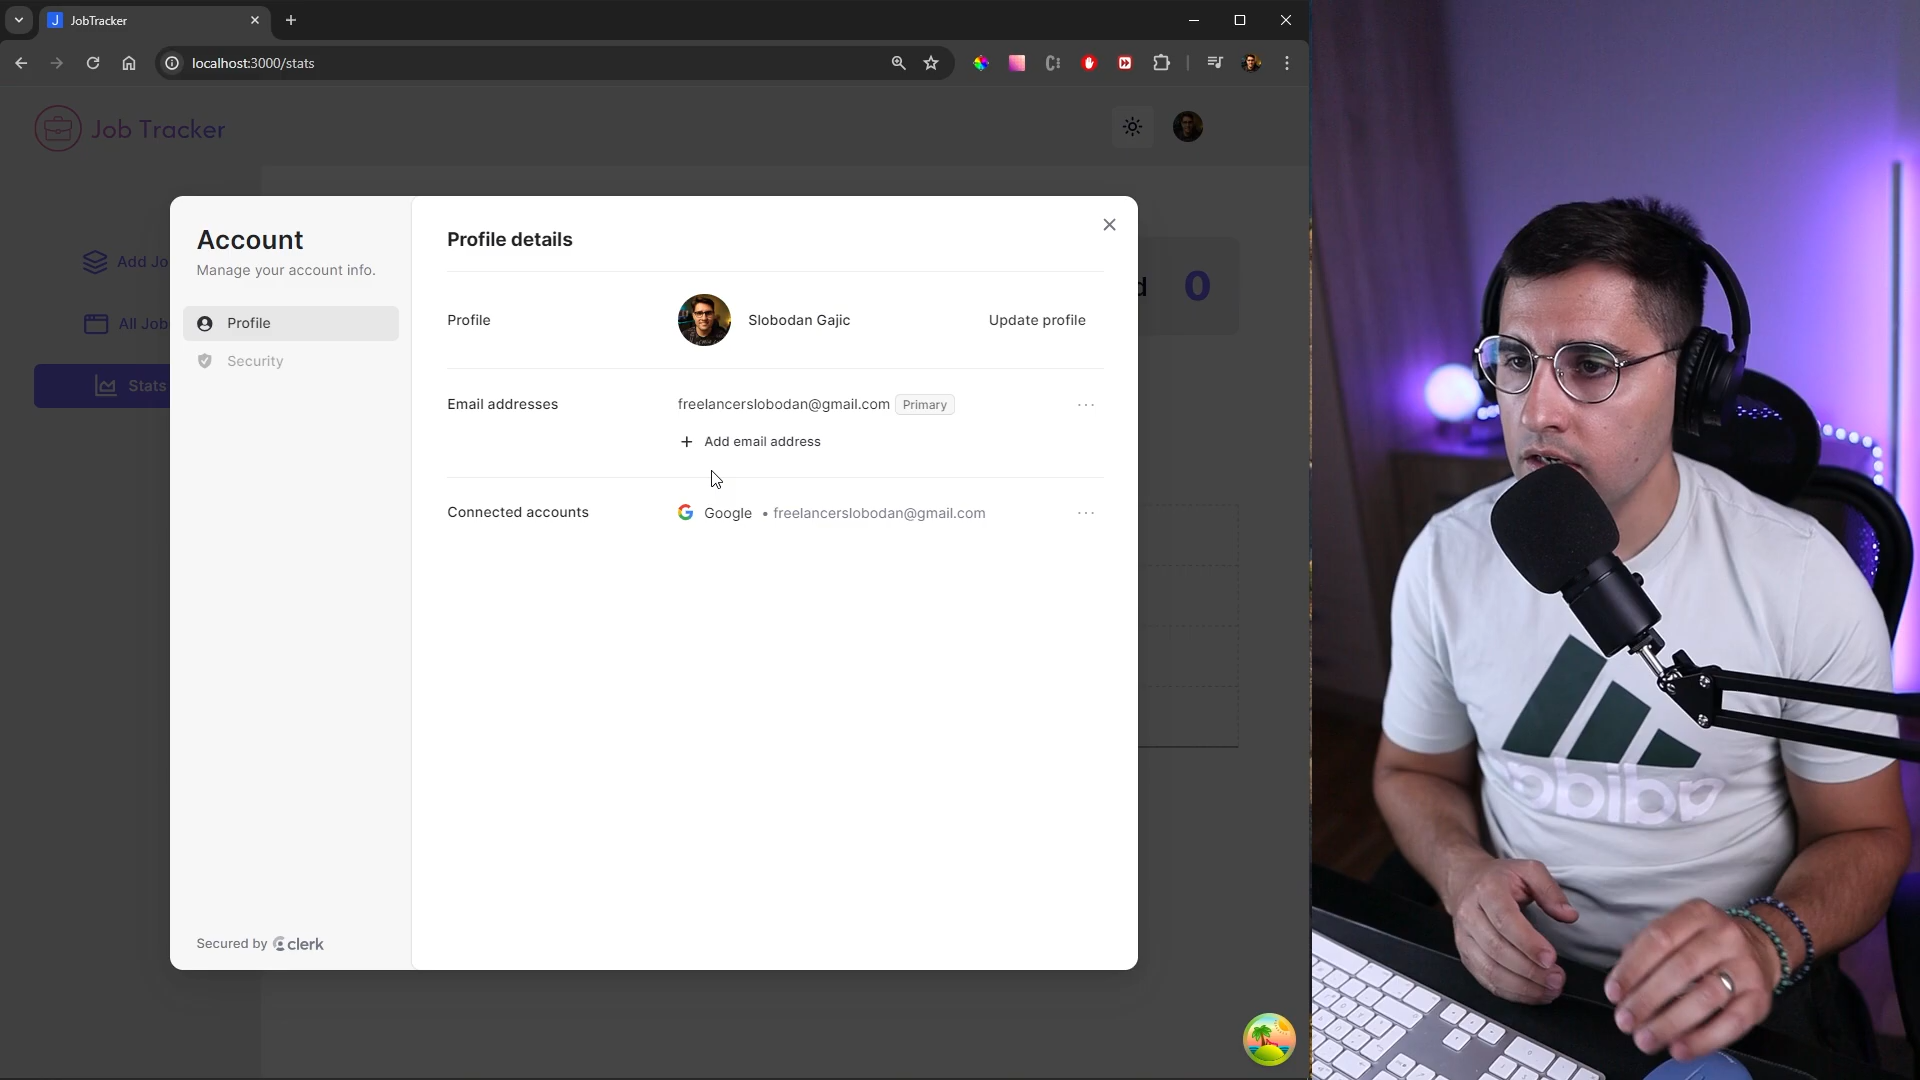 JobTracker
localhost:3000/stats
Job Tracker
Account
Manage your account info.
Profile
Security
Secured by clerk
Add Jo
All Job
Stats
Profile details
Profile
Slobodan Gajic
Update profile
Email addresses
freelancerslobodan@gmail.com Primary
+ Add email address
Connected accounts
Google • freelancerslobodan@gmail.com
d
0
adidas